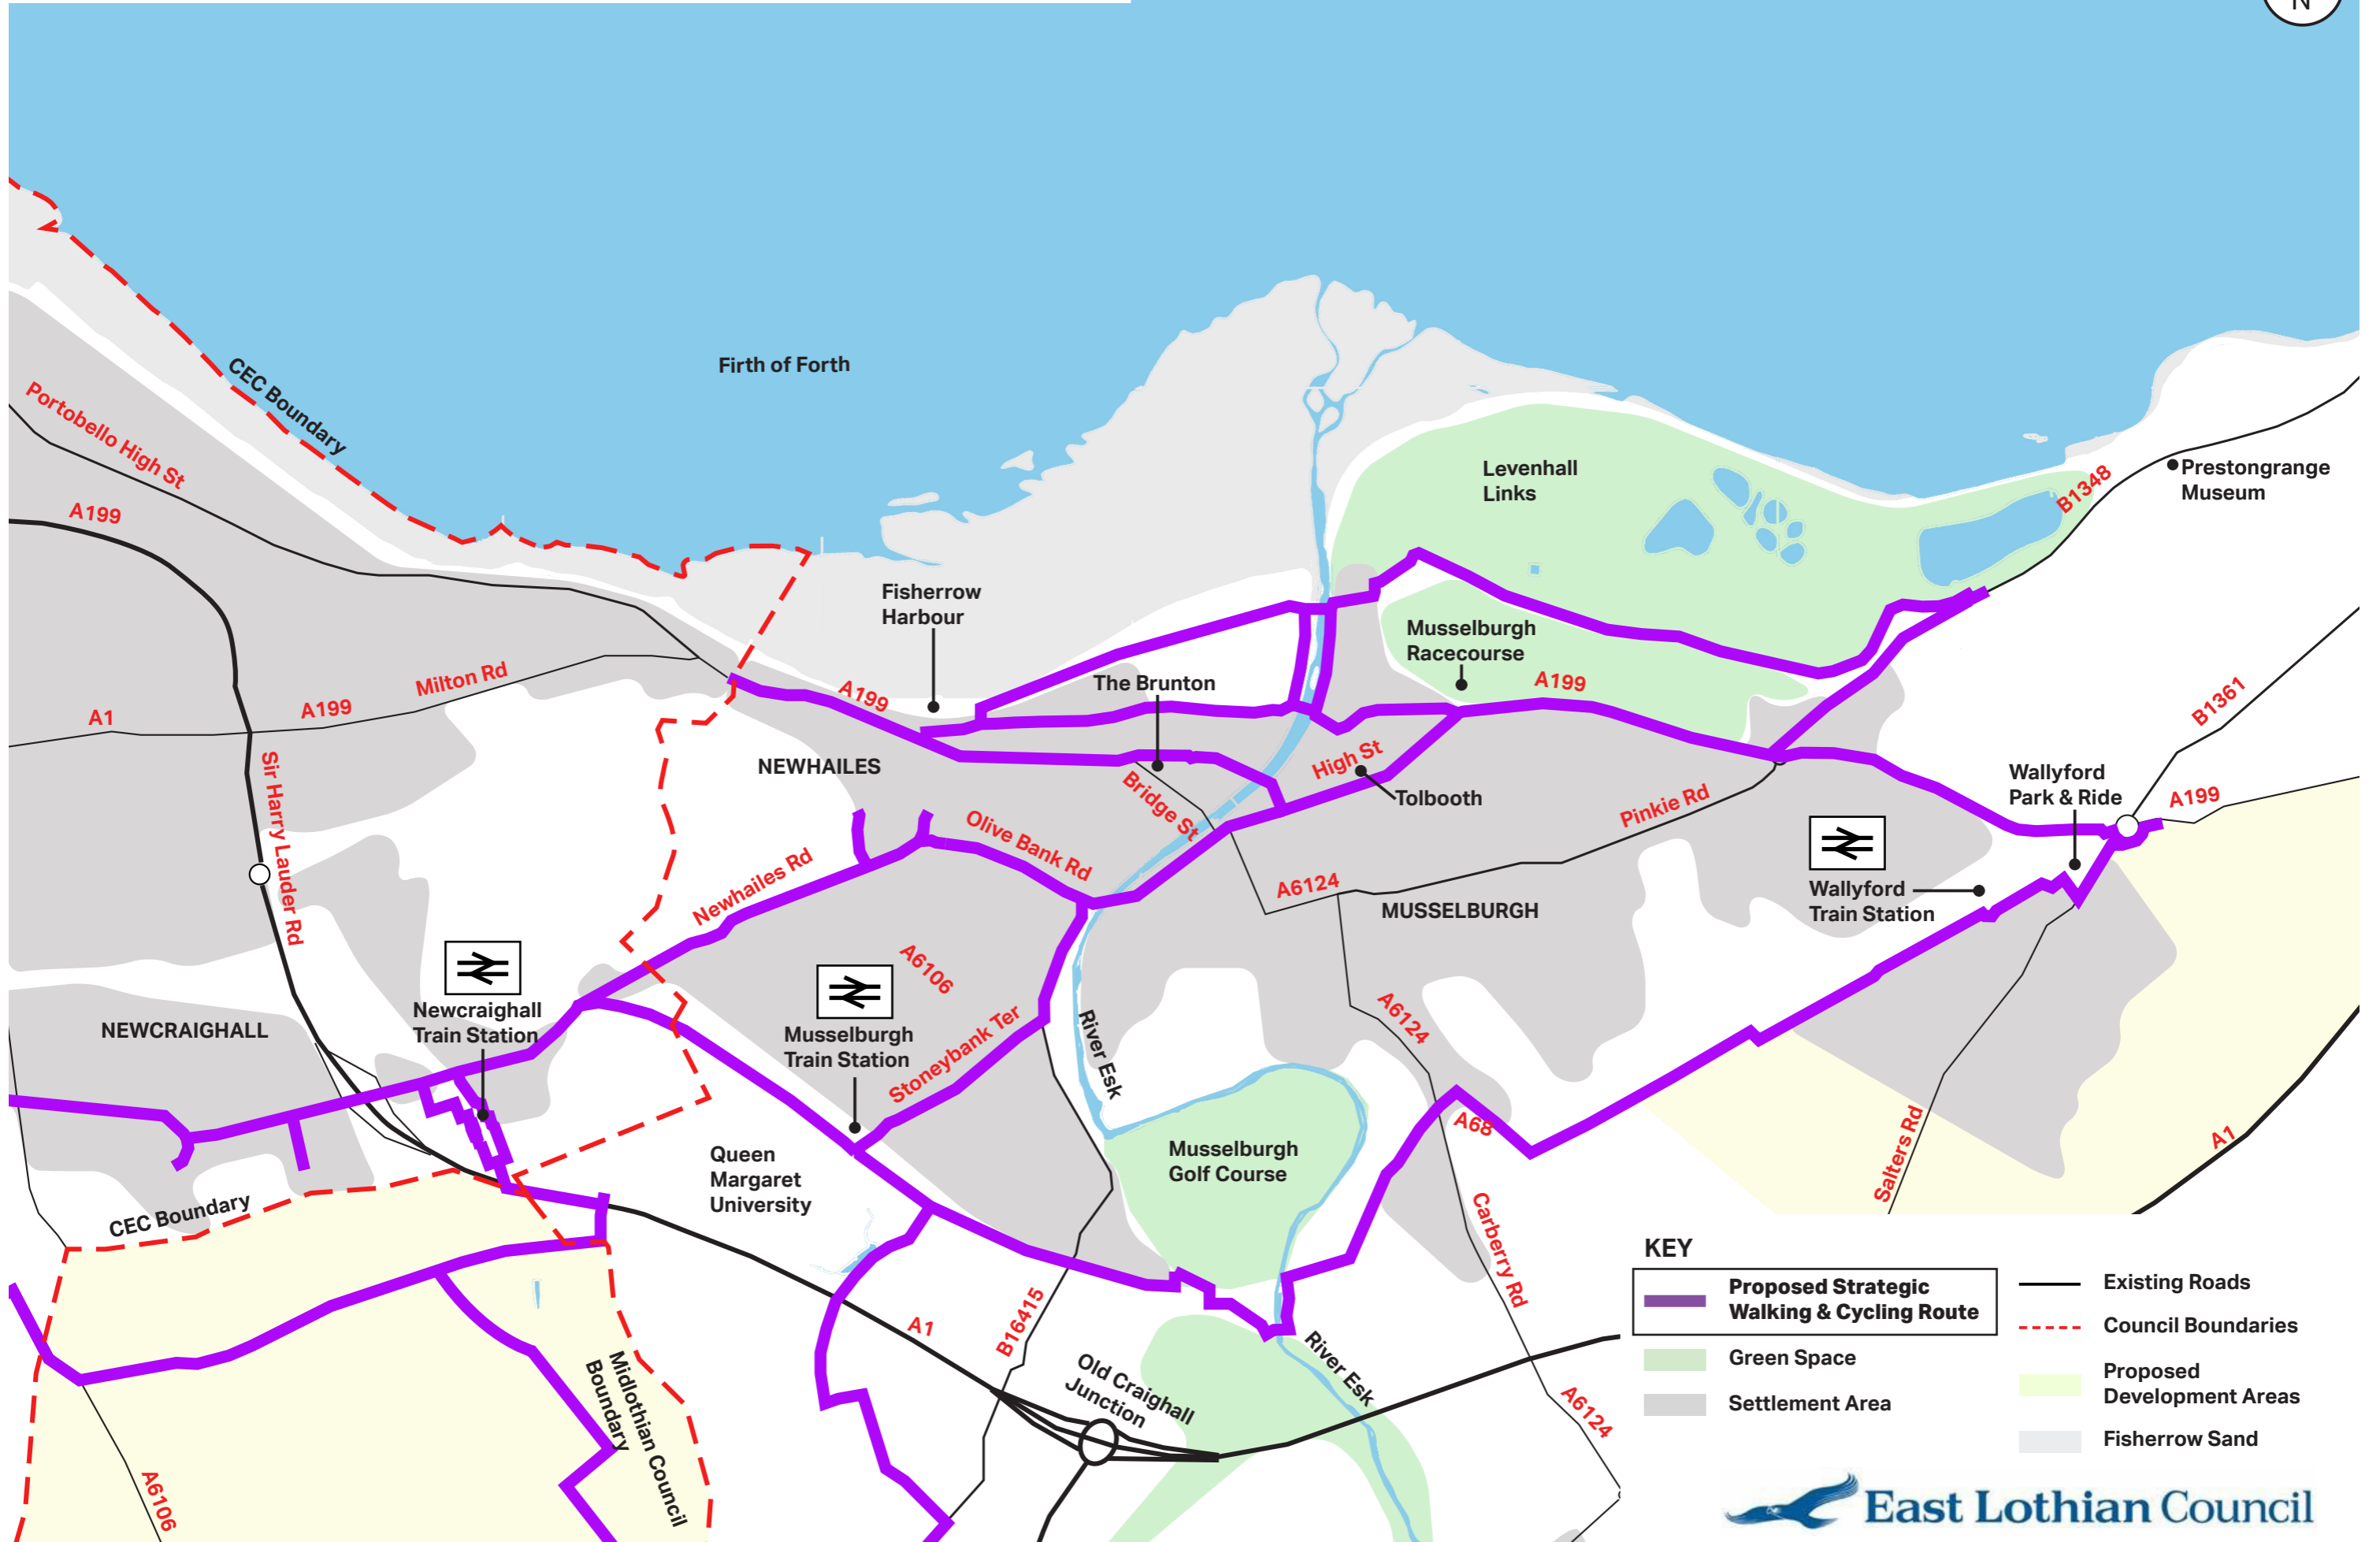 N
Firth of Forth
CEC Boundary
Portobello High St
A199
Levenhall
Links
B1348
Prestongrange
Museum
Fisherrow
Harbour
Musselburgh
Racecourse
A199
Milton Rd
A199
The Brunton
A199
A1
B1361
Sir Harry Lauder Rd
NEWHAILES
High St
Tolbooth
Bridge St
Wallyford
Park & Ride
A199
Pinkie Rd
Olive Bank Rd
Newhailes Rd
A6124
MUSSELBURGH
Wallyford
Train Station
A6106
NEWCRAIGHALL
Newcraighall
Train Station
Musselburgh
Train Station
Stoneybank Ter
River Esk
A6124
A68
Salters Rd
A1
Queen
Margaret
University
Musselburgh
Golf Course
CEC Boundary
Carberry Rd
A1
B16415
Old Craighall
Junction
River Esk
Midlothian Council
Boundary
A6106
A6124
KEY
Proposed Strategic
Walking & Cycling Route
Green Space
Settlement Area
Existing Roads
Council Boundaries
Proposed
Development Areas
Fisherrow Sand
East Lothian Council